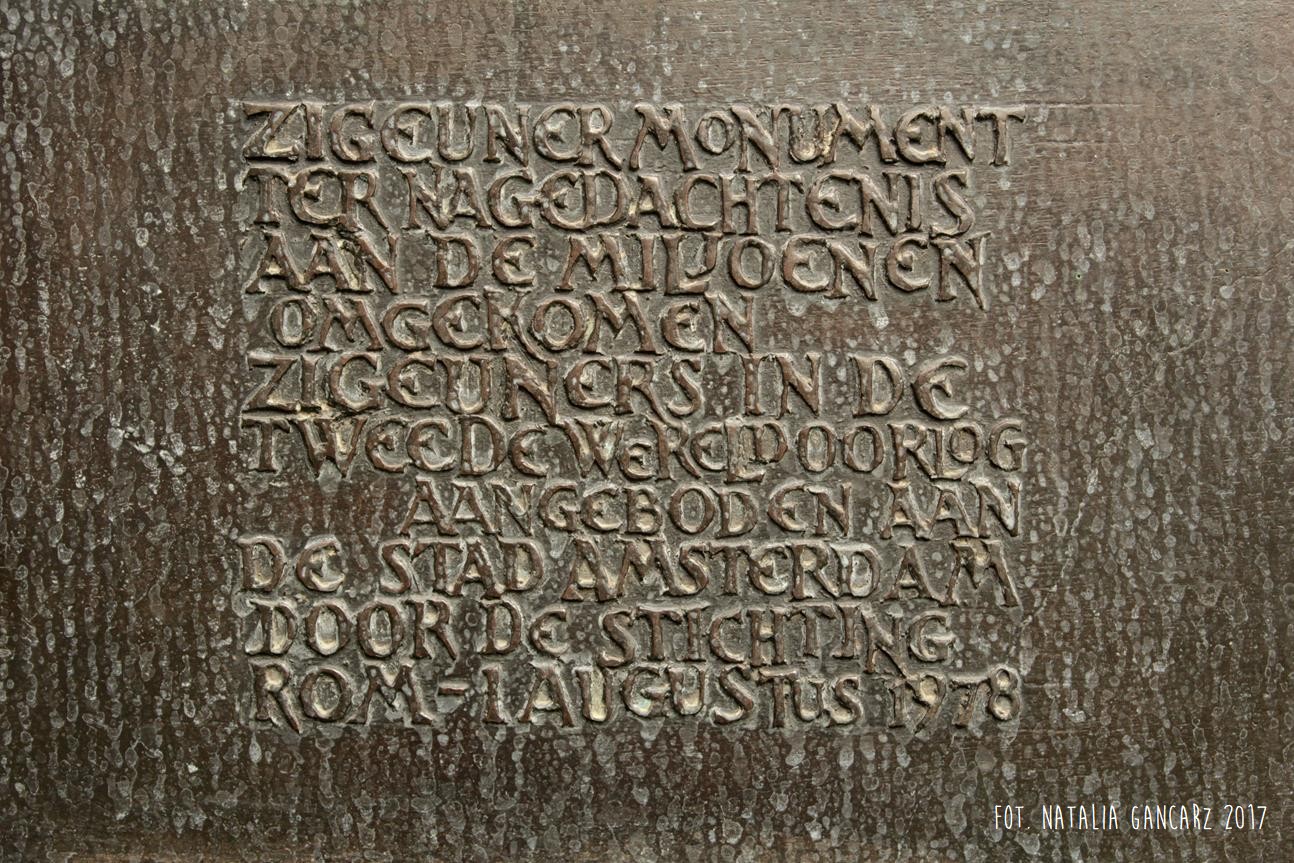 ZIGEUNER MONUMENT
TER NAGEDACHTENIS
AAN DE MILJOENEN
OMGEKOMEN
ZIGEUNERS IN DE
TWEEDE WERELDOORLOG
AANGEBODEN AAN
DE STAD AMSTERDAM
DOOR DE STICHTING
ROM - 1 AUGUSTUS 1978
FOT. NATALIA GANCARZ 2017